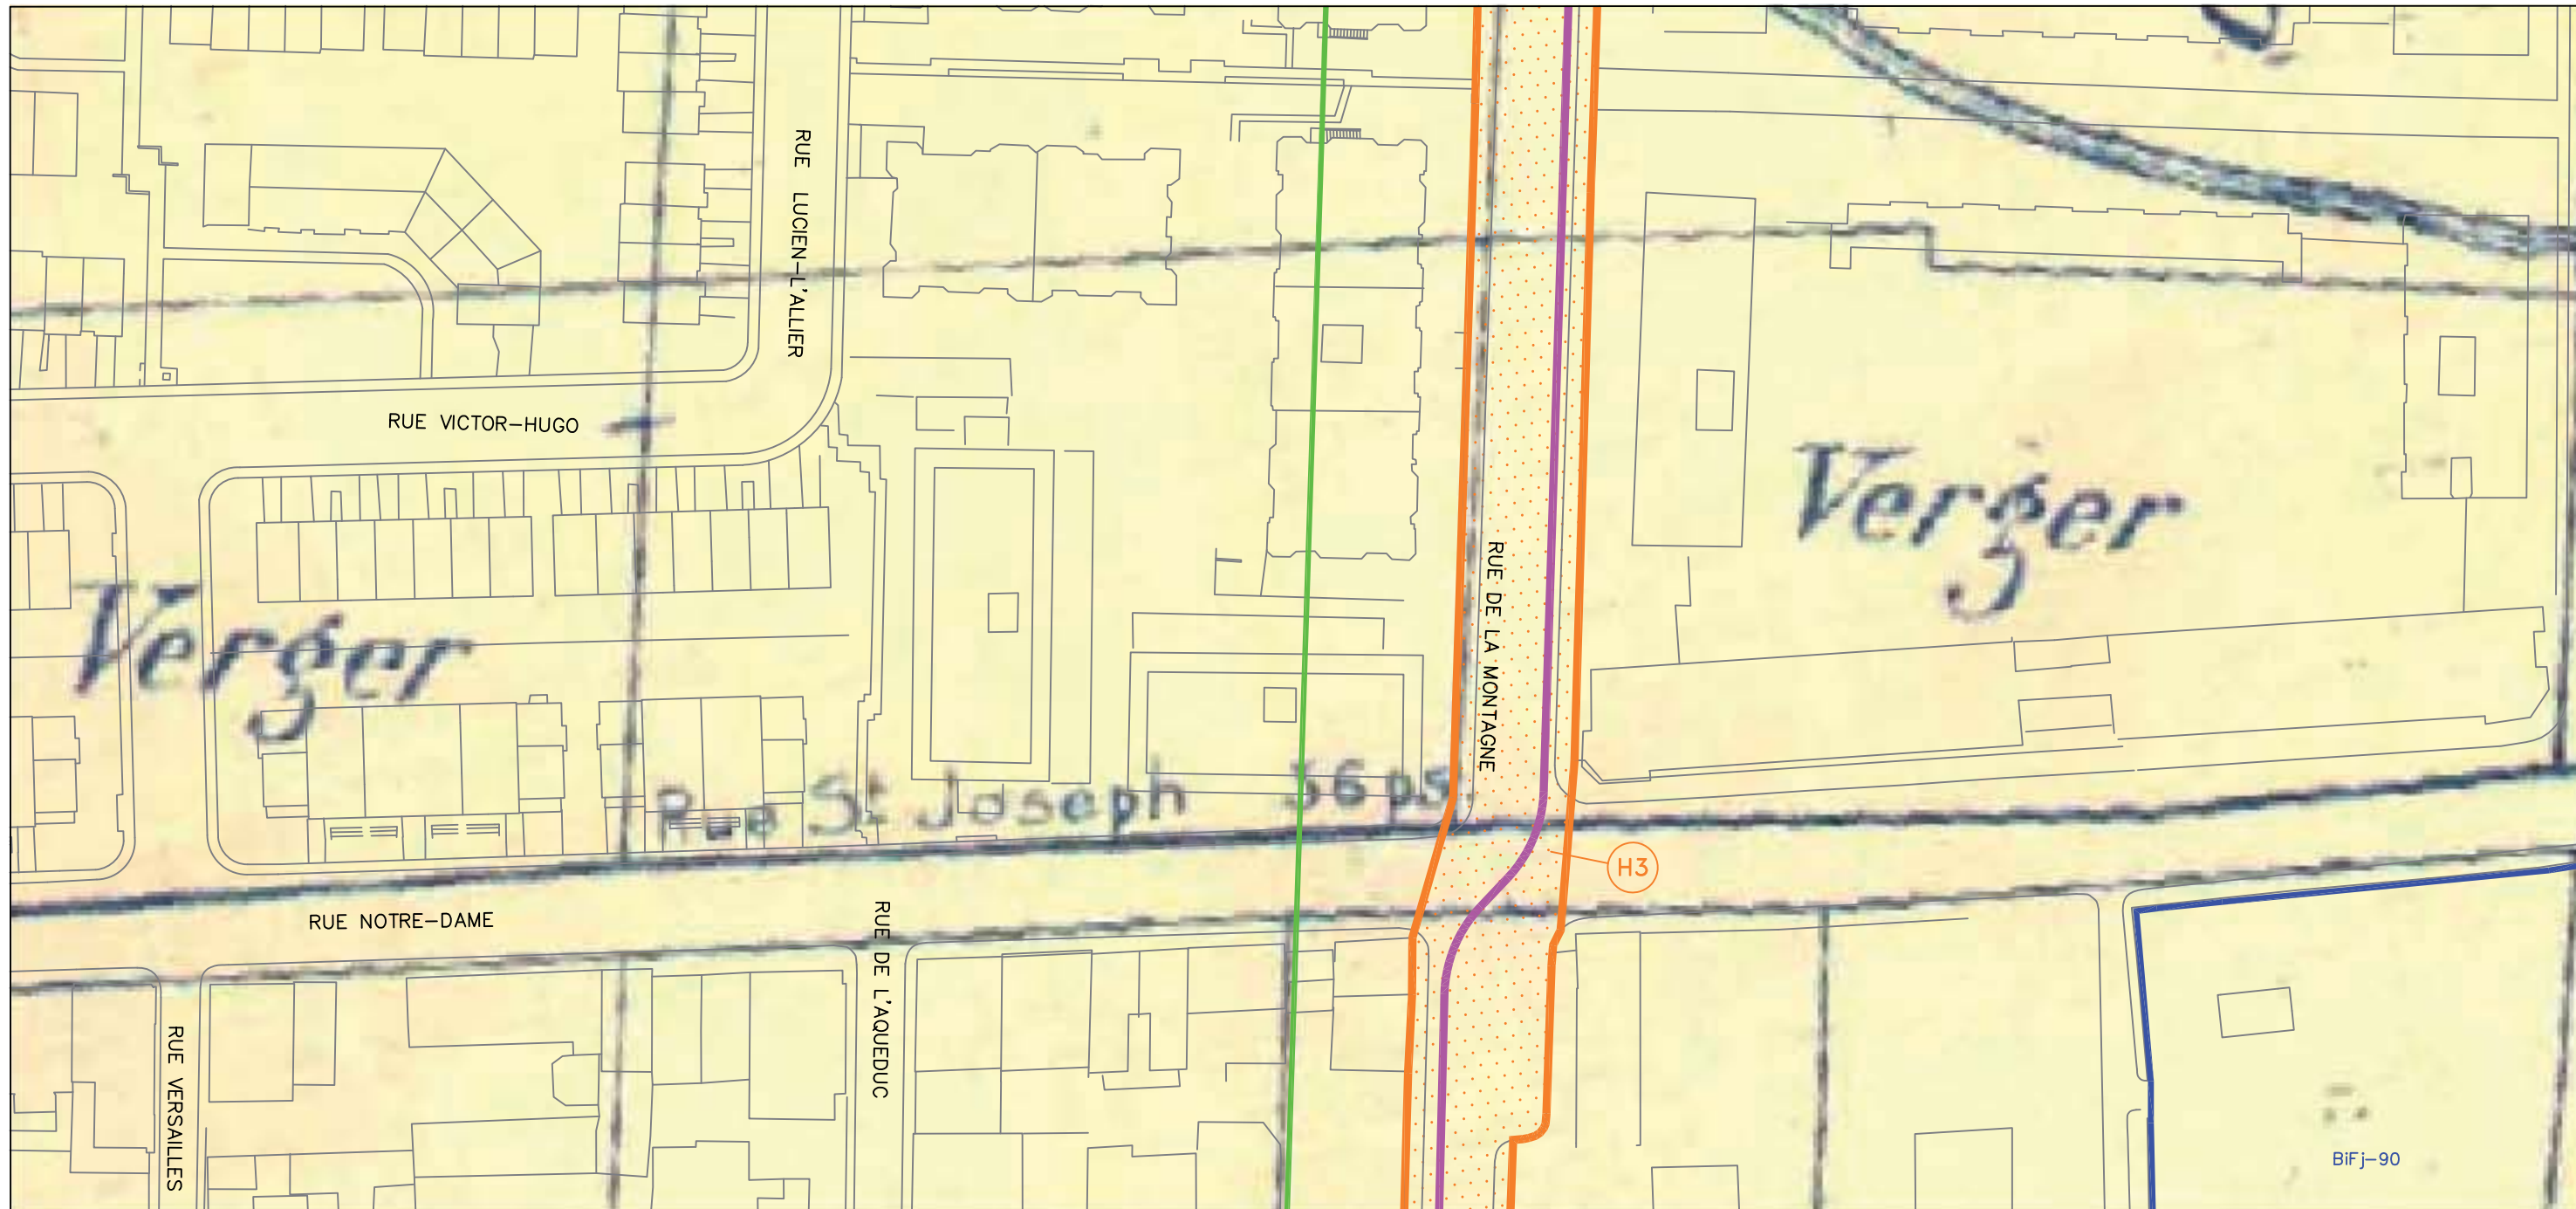 RUE LUCIEN-L'ALLIER
RUE VICTOR-HUGO
Verger
RUE DE LA MONTAGNE
Verger
Rue St Joseph 36 ps.
H3
RUE NOTRE-DAME
RUE DE L'AQUEDUC
RUE VERSAILLES
BiFj-90